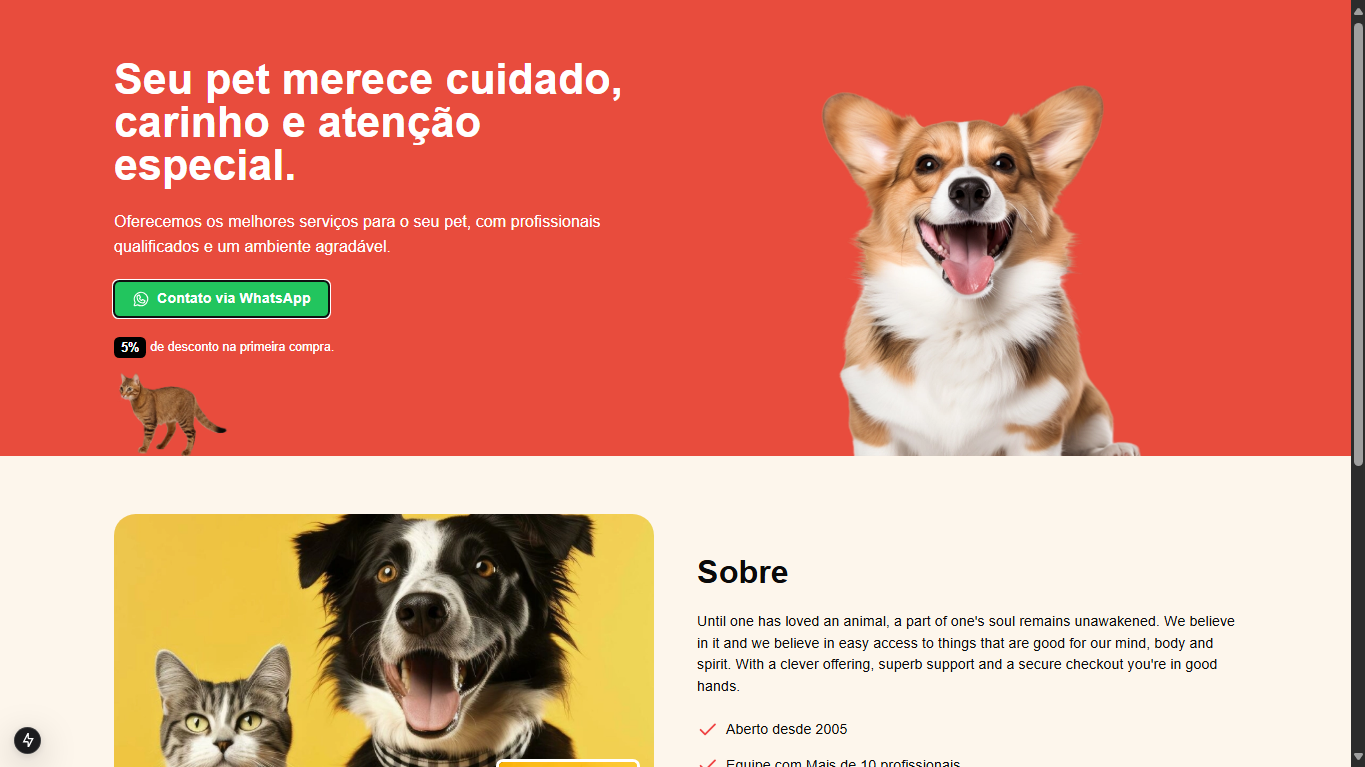 Seu pet merece cuidado,
carinho e atenção
especial.
Oferecemos os melhores serviços para o seu pet, com profissionais
qualificados e um ambiente agradável.
Contato via WhatsApp
5% de desconto na primeira compra.
Sobre
Until one has loved an animal, a part of one's soul remains unawakened. We believe
in it and we believe in easy access to things that are good for our mind, body and
spirit. With a clever offering, superb support and a secure checkout you're in good
hands.
Aberto desde 2005
Equipe com Mais de 10 profissionais